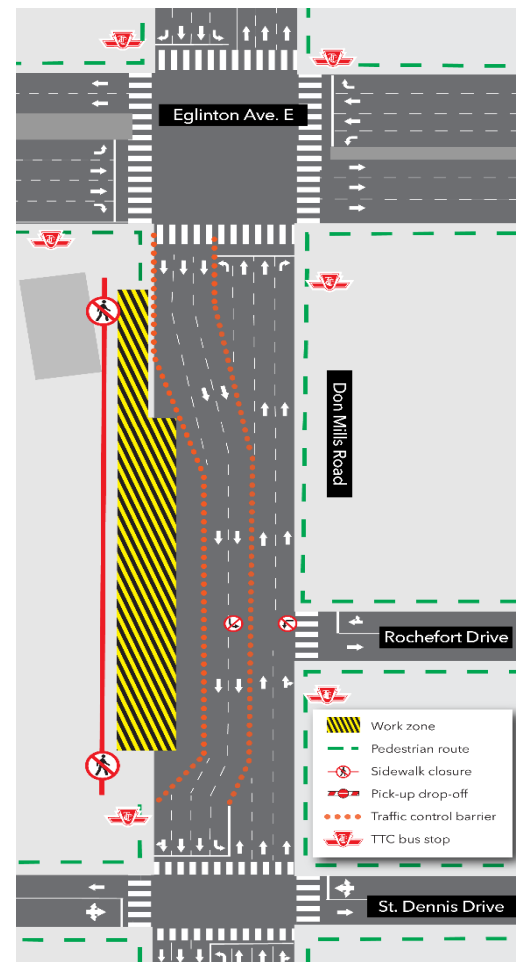 Eglinton Ave. E
Don Mills Road
Rochefort Drive
Work zone
Pedestrian route
Sidewalk closure
Pick-up drop-off
Traffic control barrier
TTC bus stop
St. Dennis Drive